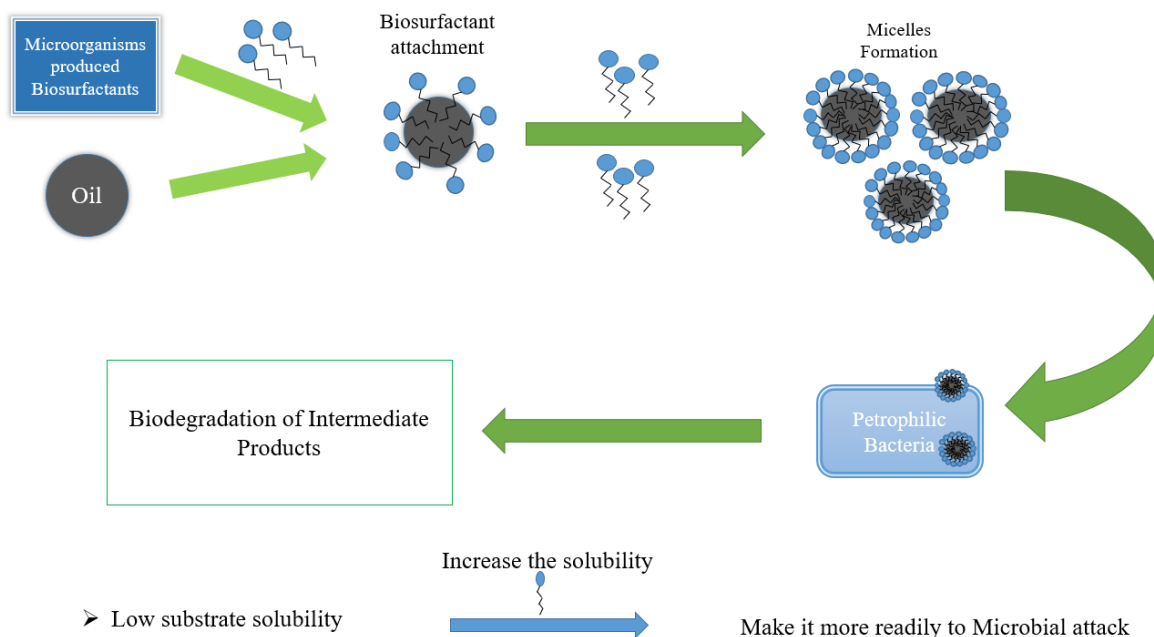 Microorganisms
produced
Biosurfactants
Biosurfactant
attachment
Micelles
Formation
Oil
Biodegradation of Intermediate
Products
Petrophilic
Bacteria
Increase the solubility
➢ Low substrate solubility
Make it more readily to Microbial attack